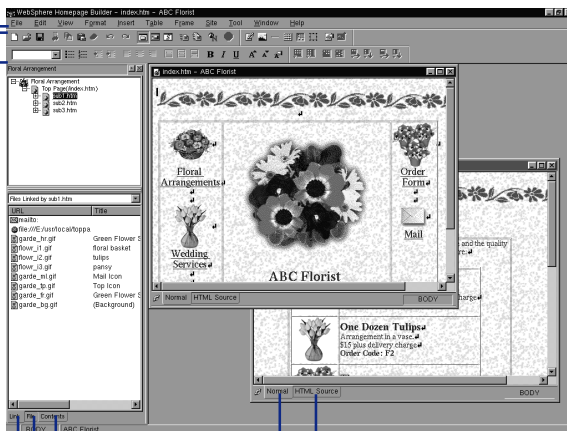 WebSphere Homepage Builder - index.htm - ABC Florist
File Edit View Format Insert Table Frame Site Tool Window Help
B I U A A A
Floral Arrangement
Floral Arrangement
Top Page(index.htm)
sub1.htm
sub2.htm
sub3.htm
Files Linked by sub1.htm
URL Title
mailto:
file:///E:/usr/local/toppa
garde_hr.gif Green Flower S
flowr_i1.gif floral basket
flowr_i2.gif tulips
flowr_i3.gif pansy
garde_ml.gif Mail Icon
garde_tp.gif Top Icon
garde_fr.gif Green Flower S
garde_bg.gif (Background)
Link File Contents
BODY ABC Florist
index.htm - ABC Florist
Floral
Arrangements
Wedding
Services
ABC Florist
Order
Form
Mail
Normal HTML Source BODY
and the quality
re:
harge
One Dozen Tulips
Arrangement in a vase.
$15 plus delivery charge
Order Code: F2
harge
Normal HTML Source BODY